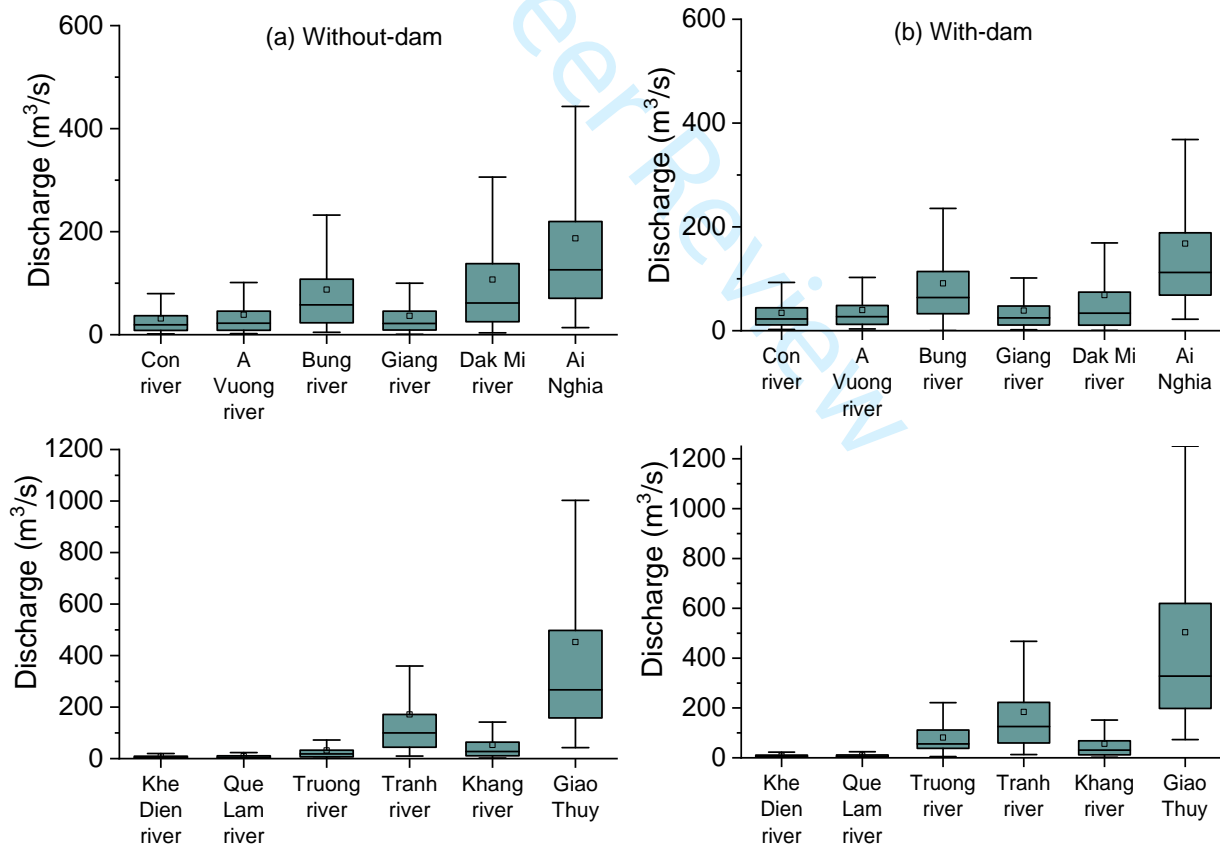 (a) Without-dam
600
400
200
0
Discharge (m³/s)
Con river
A Vuong river
Bung river
Giang river
Dak Mi river
Ai Nghia
(b) With-dam
600
400
200
0
Discharge (m³/s)
Con river
A Vuong river
Bung river
Giang river
Dak Mi river
Ai Nghia
1200
1000
800
600
400
200
0
Discharge (m³/s)
Khe Dien river
Que Lam river
Truong river
Tranh river
Khang river
Giao Thuy
1200
1000
800
600
400
200
0
Discharge (m³/s)
Khe Dien river
Que Lam river
Truong river
Tranh river
Khang river
Giao Thuy
eer Review